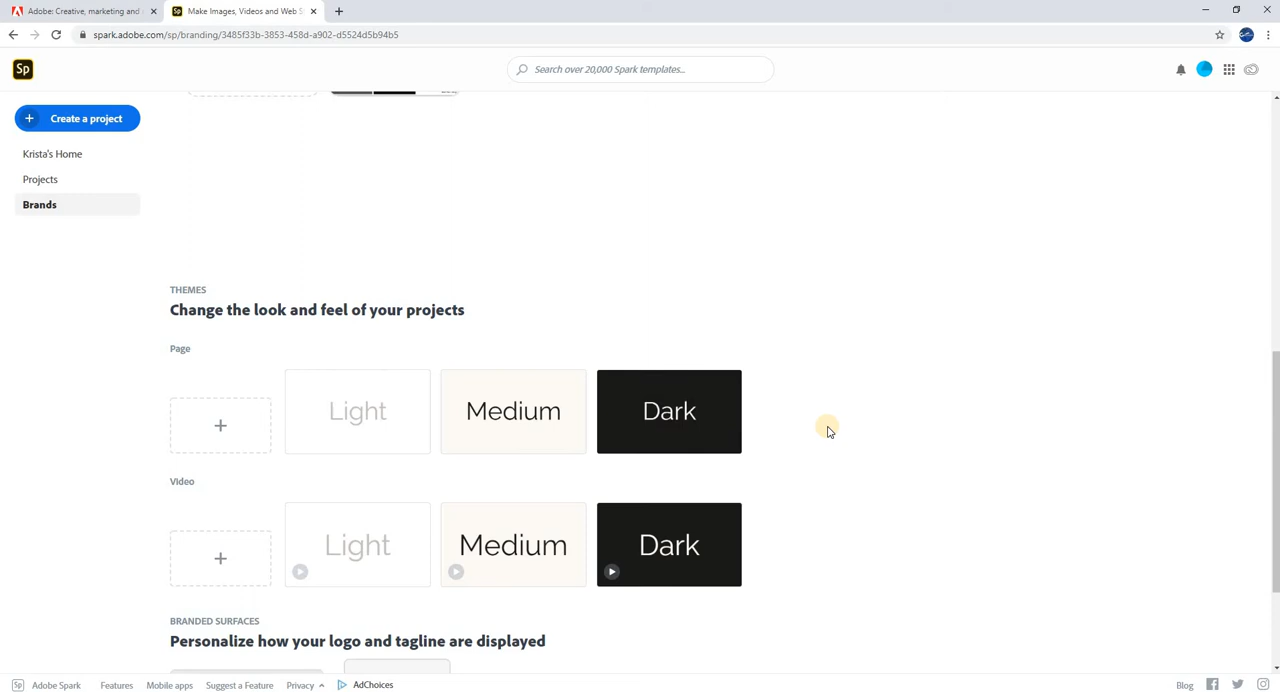 Adobe: Creative, marketing and
Make Images, Videos and Web S
spark.adobe.com/sp/branding/3485f33b-3853-458d-a902-d5524d5b94b5
Sp
Search over 20,000 Spark templates...
Create a project
Krista's Home
Projects
Brands
THEMES
Change the look and feel of your projects
Page
Light
Medium
Dark
Video
Light
Medium
Dark
BRANDED SURFACES
Personalize how your logo and tagline are displayed
Sp
Adobe Spark
Features
Mobile apps
Suggest a Feature
Privacy
AdChoices
Blog